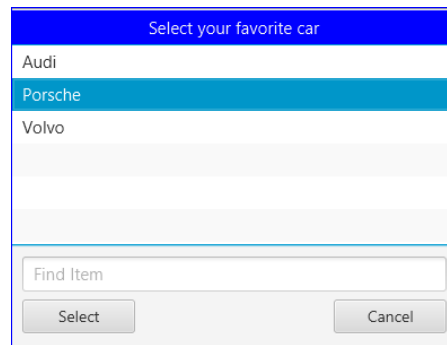 Select your favorite car
Audi
Porsche
Volvo
Find Item
Select
Cancel